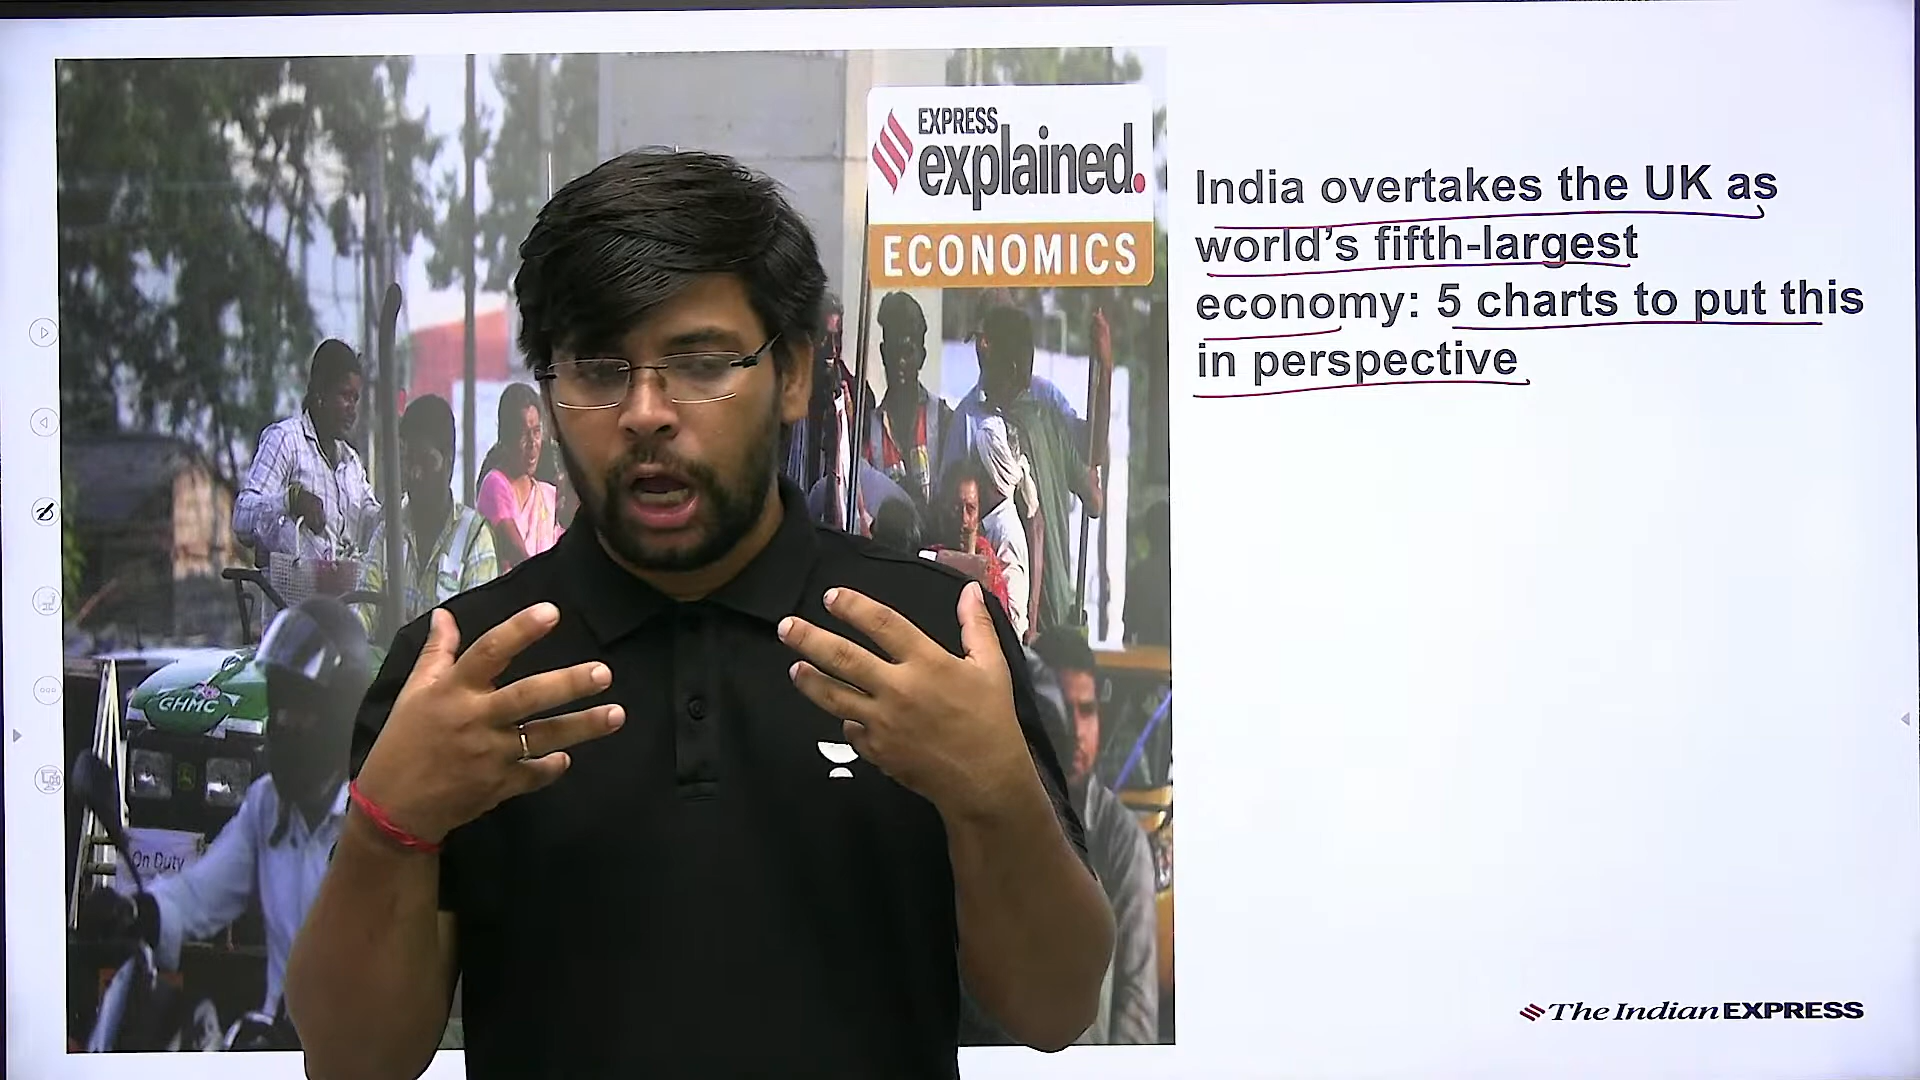 EXPRESS
explained.
ECONOMICS
India overtakes the UK as
world's fifth-largest
economy: 5 charts to put this
in perspective
GHMC
On Duty
The Indian EXPRESS